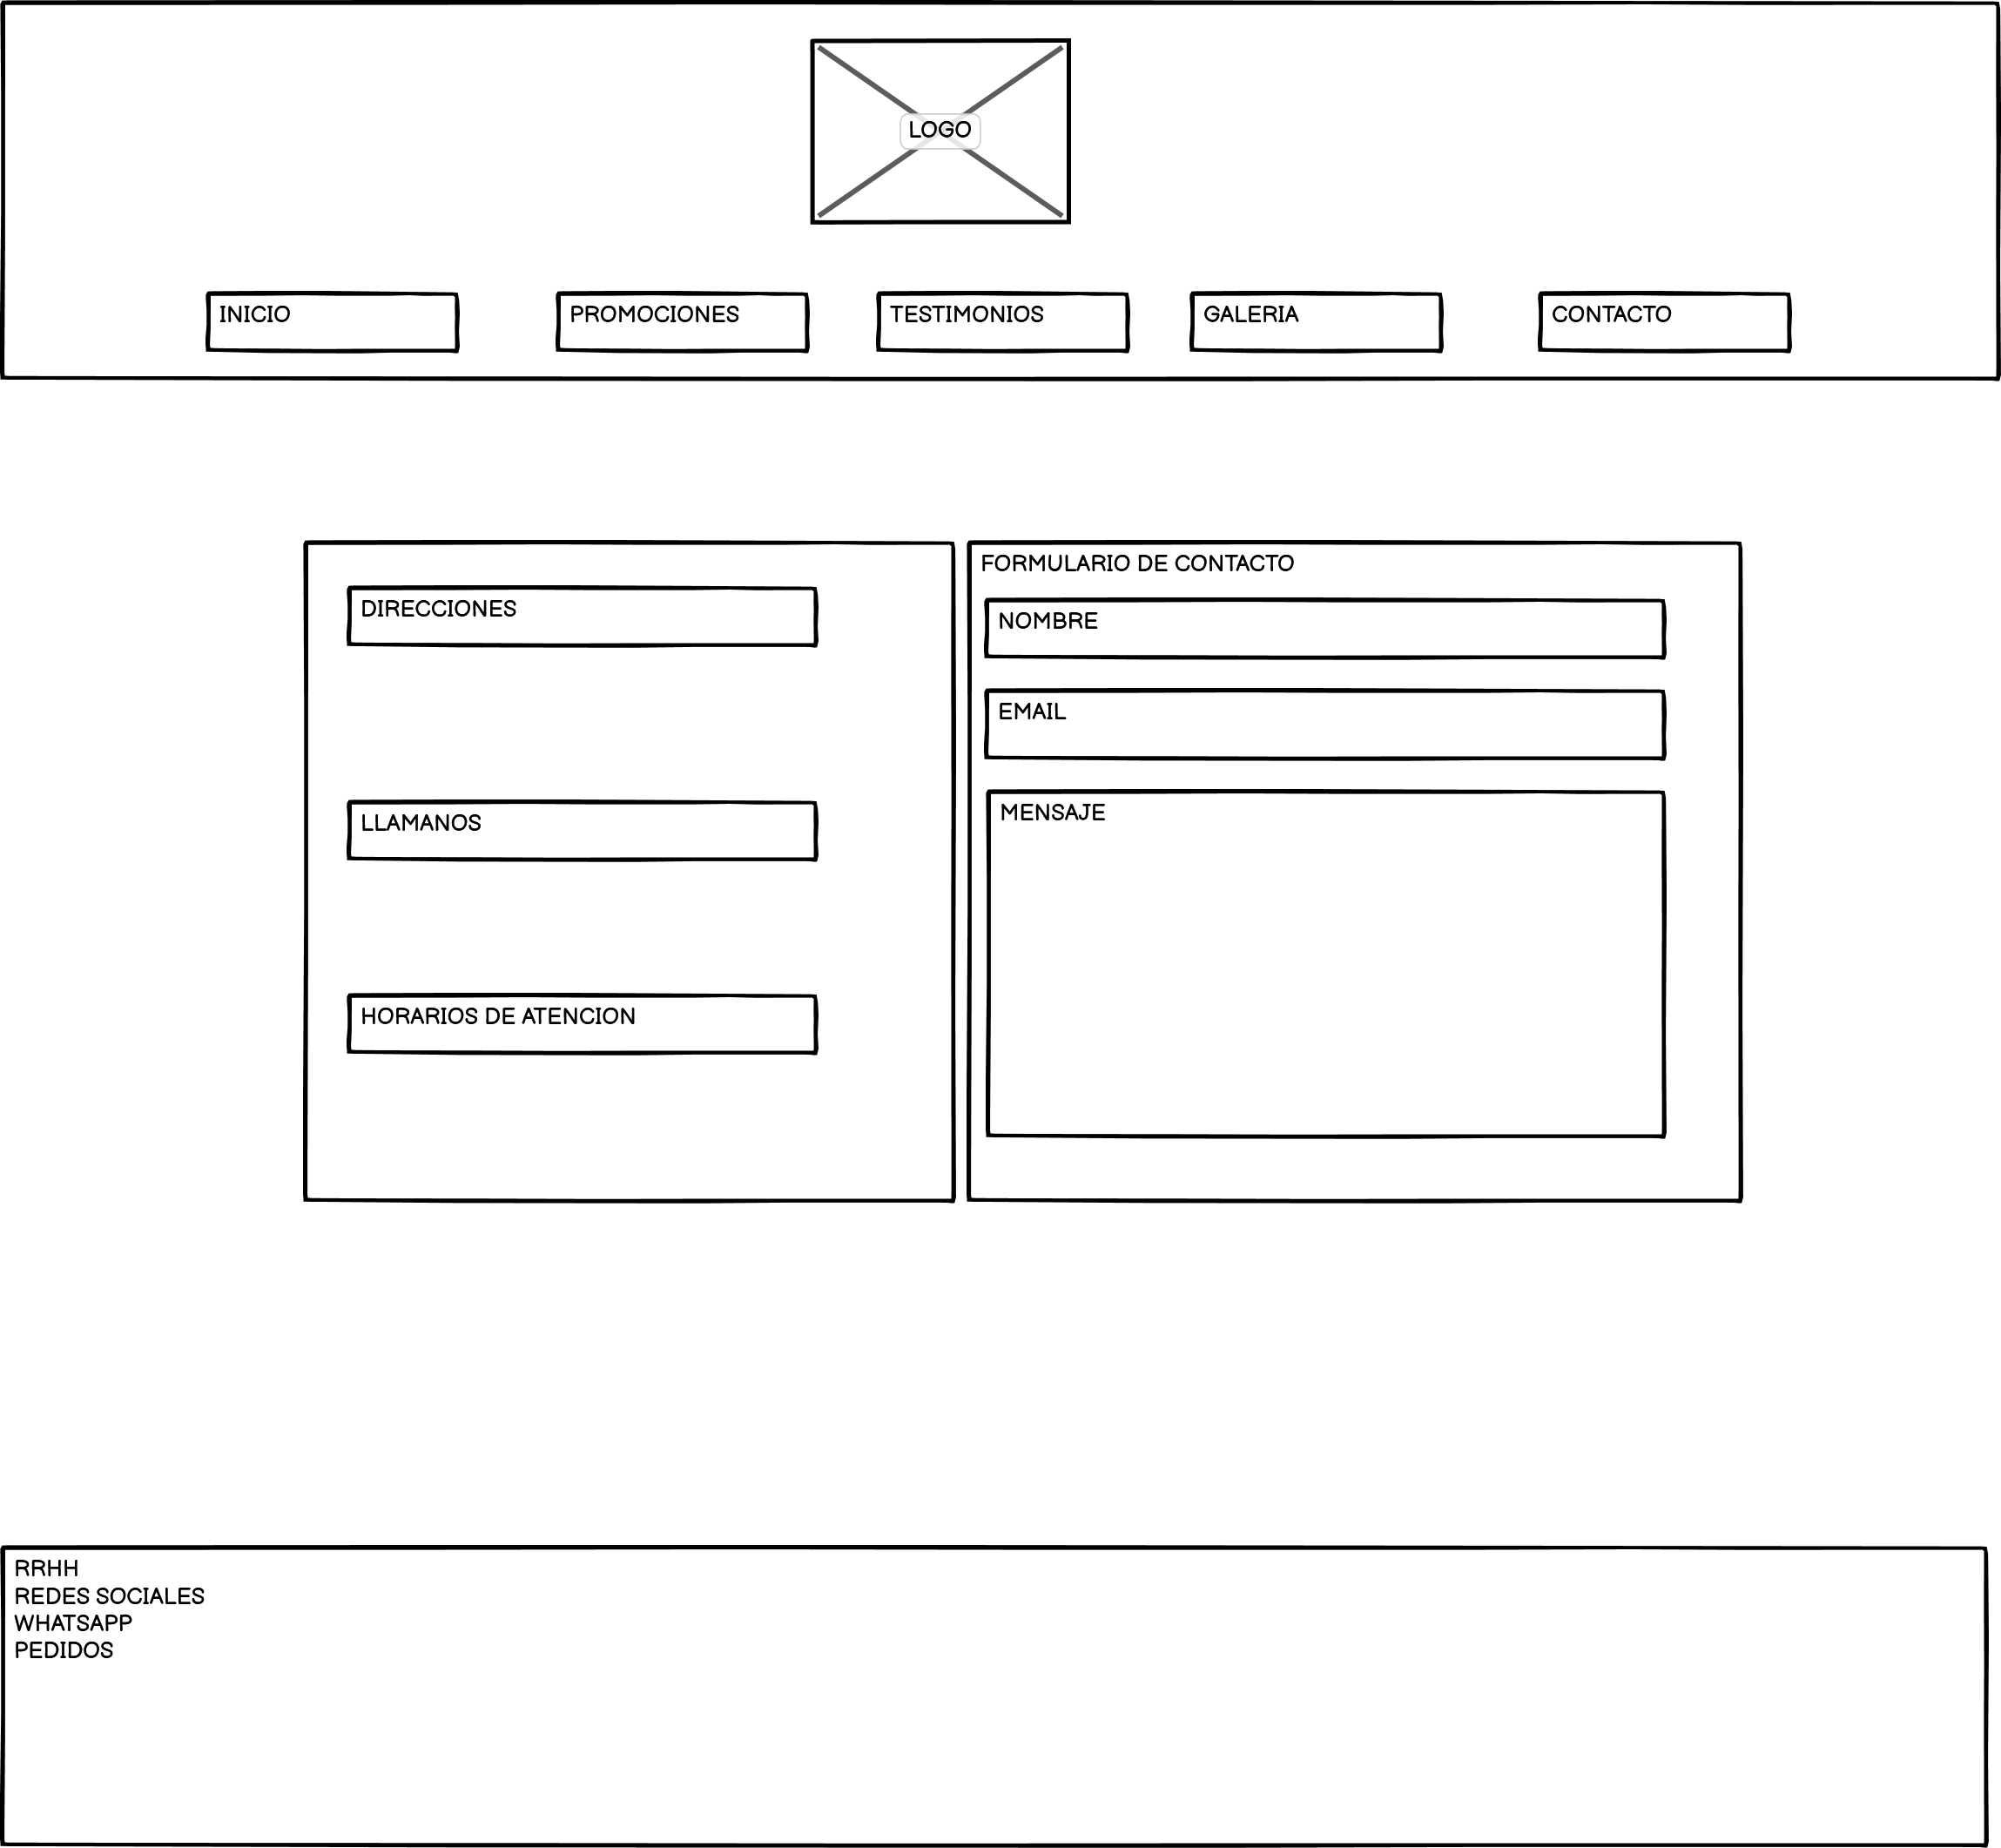 LOGO
INICIO
PROMOCIONES
TESTIMONIOS
GALERIA
CONTACTO
DIRECCIONES
LLAMANOS
HORARIOS DE ATENCION
FORMULARIO DE CONTACTO
NOMBRE
EMAIL
MENSAJE
RRHH
REDES SOCIALES
WHATSAPP
PEDIDOS